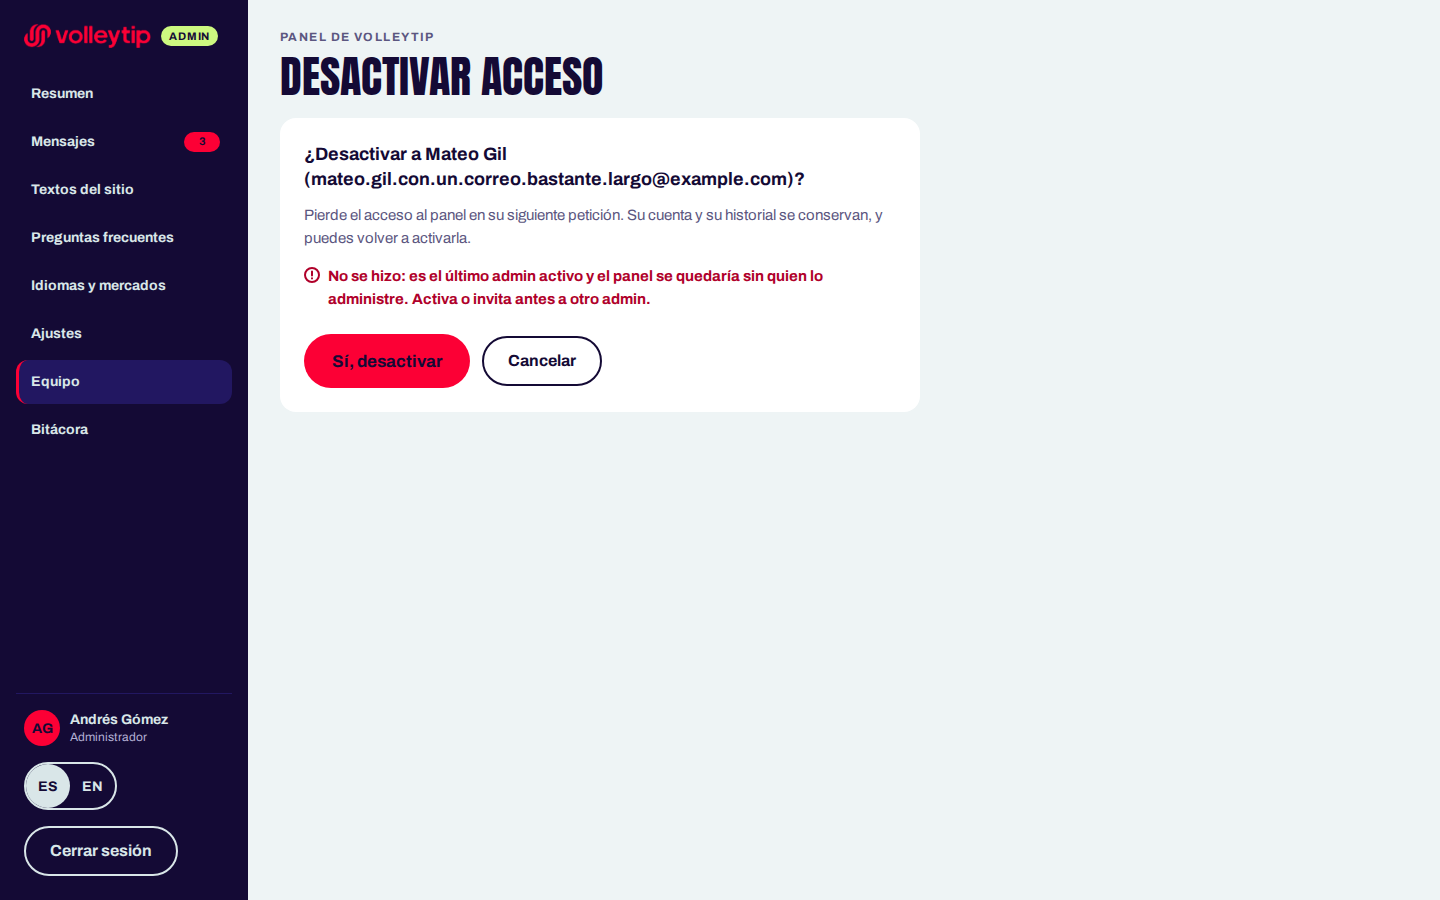 volleytip ADMIN
Resumen
Mensajes 3
Textos del sitio
Preguntas frecuentes
Idiomas y mercados
Ajustes
Equipo
Bitácora
AG Andrés Gómez
Administrador
ES EN
Cerrar sesión
PANEL DE VOLLEYTIP
DESACTIVAR ACCESO
¿Desactivar a Mateo Gil
(mateo.gil.con.un.correo.bastante.largo@example.com)?
Pierde el acceso al panel en su siguiente petición. Su cuenta y su historial se conservan, y
puedes volver a activarla.
No se hizo: es el último admin activo y el panel se quedaría sin quien lo
administre. Activa o invita antes a otro admin.
Sí, desactivar Cancelar